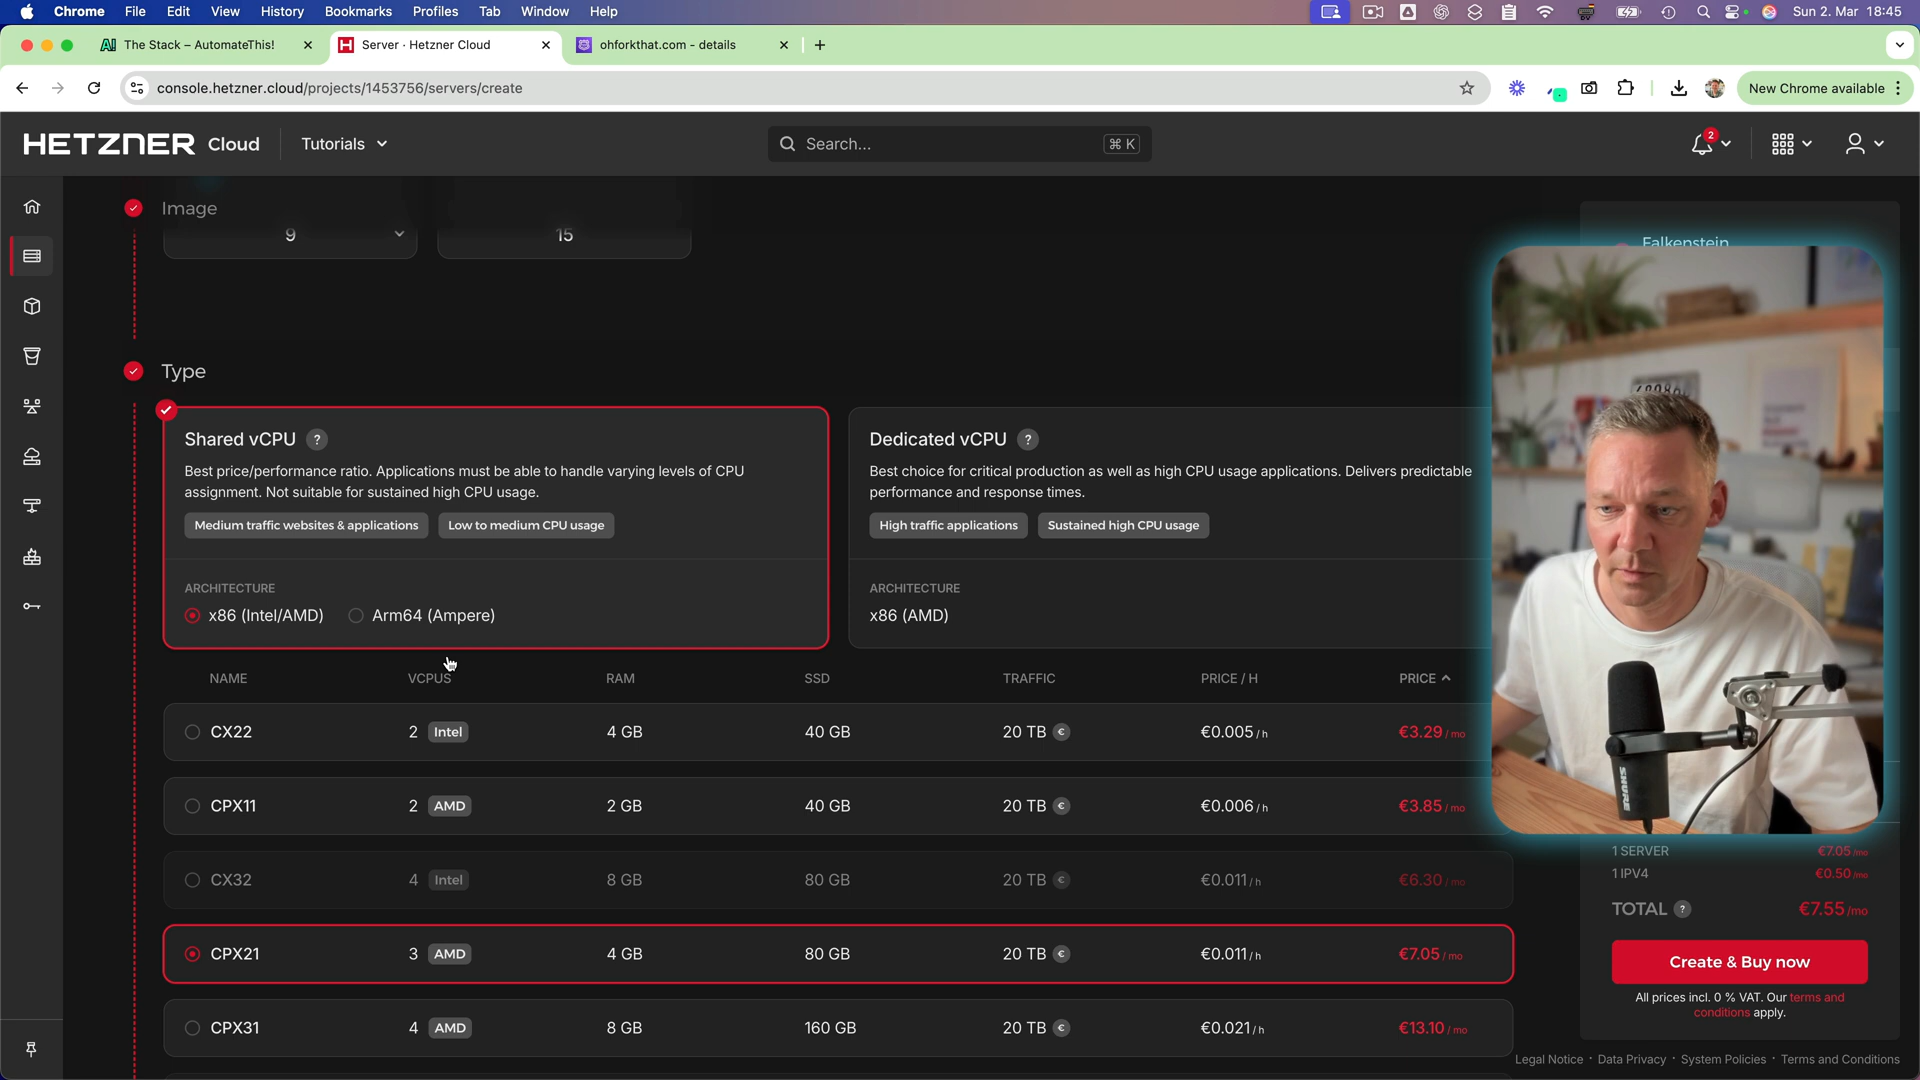 Chrome File Edit View History Bookmarks Profiles Tab Window Help
Sun 2. Mar 18:45
The Stack – AutomateThis!
Server · Hetzner Cloud
ohforkthat.com - details
console.hetzner.cloud/projects/1453756/servers/create
New Chrome available
HETZNER Cloud
Tutorials
Search...
⌘ K
2
Image
9
15
Falkenstein
Type
Shared vCPU ?
Best price/performance ratio. Applications must be able to handle varying levels of CPU
assignment. Not suitable for sustained high CPU usage.
Medium traffic websites & applications
Low to medium CPU usage
ARCHITECTURE
x86 (Intel/AMD)
Arm64 (Ampere)
Dedicated vCPU ?
Best choice for critical production as well as high CPU usage applications. Delivers predictable
performance and response times.
High traffic applications
Sustained high CPU usage
ARCHITECTURE
x86 (AMD)
NAME VCPUS RAM SSD TRAFFIC PRICE / H PRICE
CX22 2 Intel 4 GB 40 GB 20 TB € €0.005 / h €3.29 / mo
CPX11 2 AMD 2 GB 40 GB 20 TB € €0.006 / h €3.85 / mo
CX32 4 Intel 8 GB 80 GB 20 TB € €0.011 / h €6.30 / mo
CPX21 3 AMD 4 GB 80 GB 20 TB € €0.011 / h €7.05 / mo
CPX31 4 AMD 8 GB 160 GB 20 TB € €0.021 / h €13.10 / mo
SHURE
1 SERVER €7.05 /mo
1 IPV4 €0.50 /mo
TOTAL ? €7.55 /mo
Create & Buy now
All prices incl. 0 % VAT. Our terms and
conditions apply.
Legal Notice · Data Privacy · System Policies · Terms and Conditions